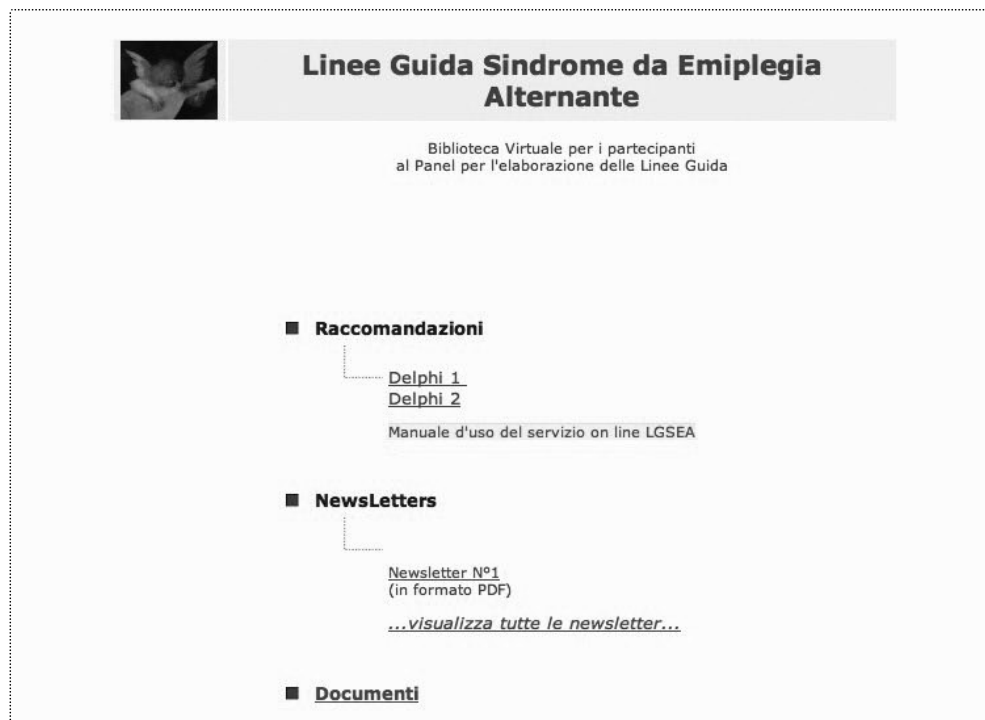 Linee Guida Sindrome da Emiplegia
Alternante
Biblioteca Virtuale per i partecipanti
al Panel per l'elaborazione delle Linee Guida
Raccomandazioni
Delphi 1
Delphi 2
Manuale d'uso del servizio on line LGSEA
NewsLetters
Newsletter Nº1
(in formato PDF)
...visualizza tutte le newsletter...
Documenti